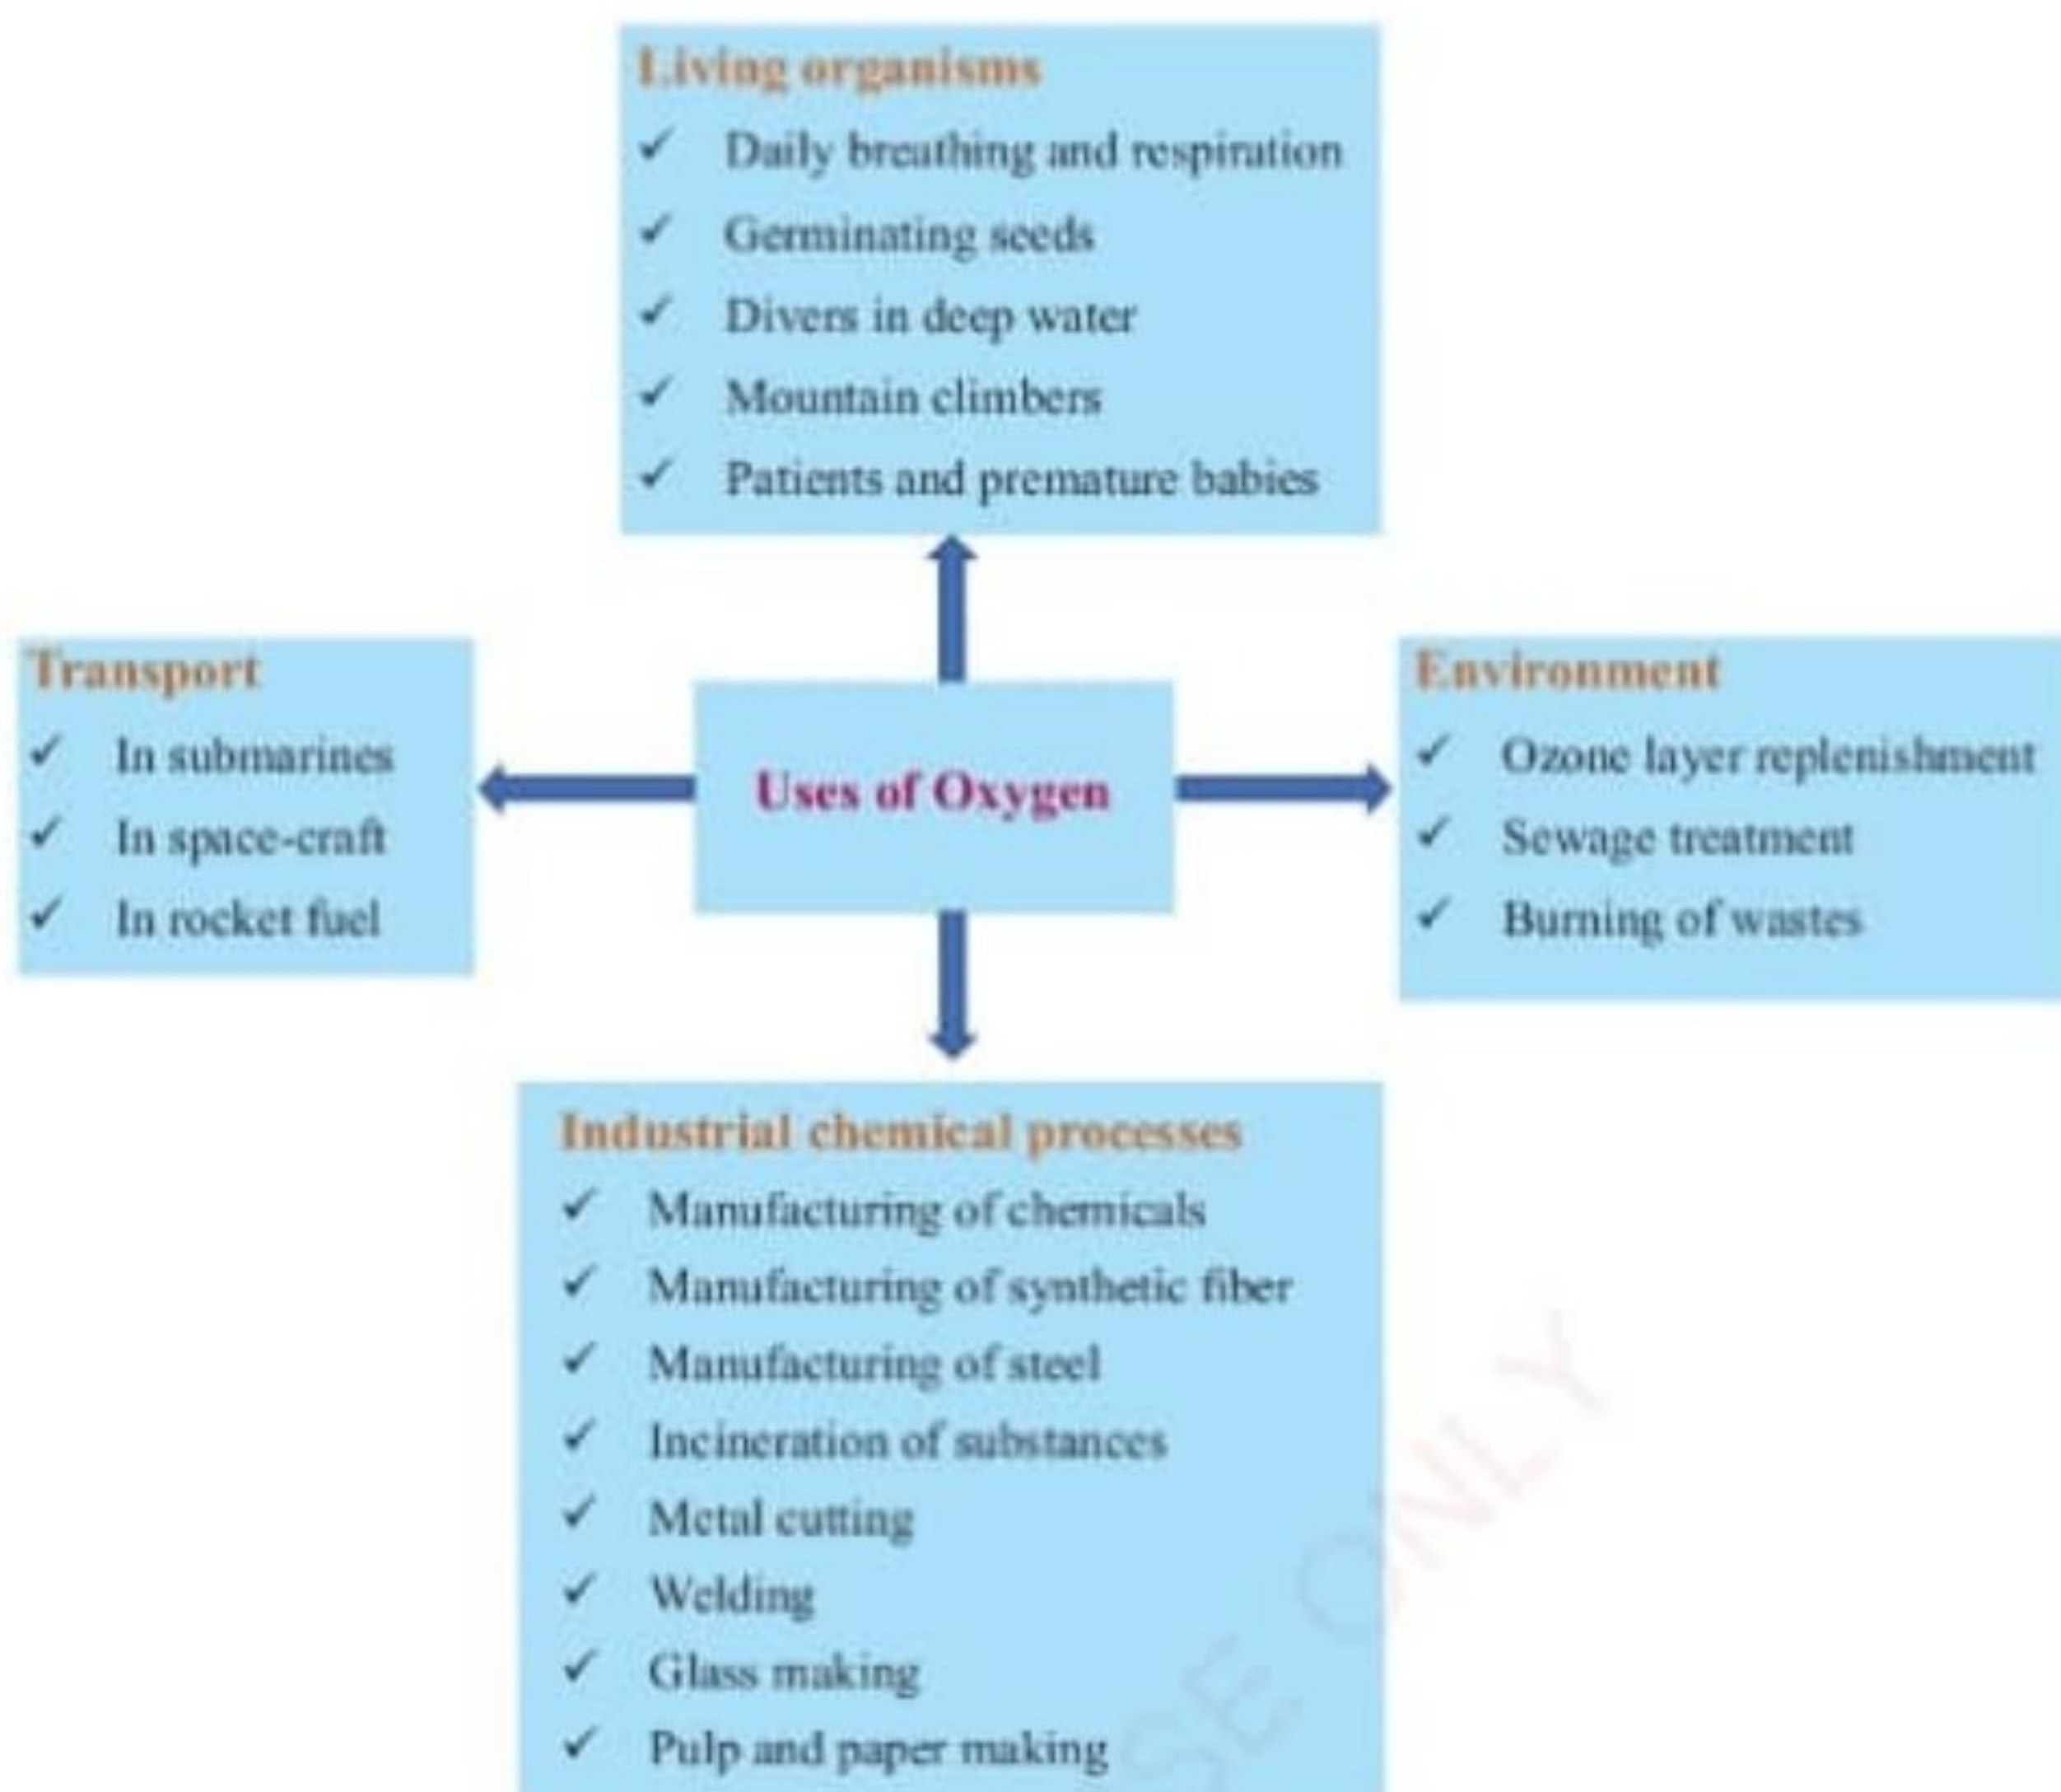 Living organisms
✓ Daily breathing and respiration
✓ Germinating seeds
✓ Divers in deep water
✓ Mountain climbers
✓ Patients and premature babies
Transport
✓ In submarines
✓ In space-craft
✓ In rocket fuel
Uses of Oxygen
Environment
✓ Ozone layer replenishment
✓ Sewage treatment
✓ Burning of wastes
Industrial chemical processes
✓ Manufacturing of chemicals
✓ Manufacturing of synthetic fiber
✓ Manufacturing of steel
✓ Incineration of substances
✓ Metal cutting
✓ Welding
✓ Glass making
✓ Pulp and paper making
ONLY